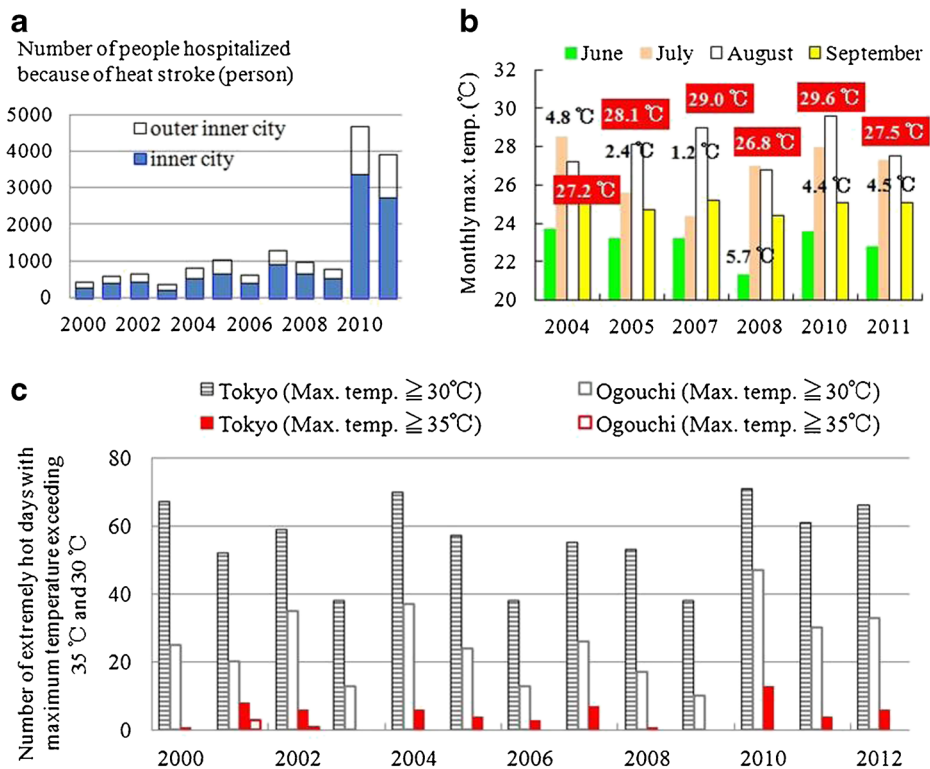 a
Number of people hospitalized
because of heat stroke (person)
5000
4000
3000
2000
1000
0
outer inner city
inner city
2000 2002 2004 2006 2008 2010
b
June July August September
Monthly max. temp. (℃)
32
30
28
26
24
22
20
4.8 ℃
27.2 ℃
28.1 ℃
2.4 ℃
29.0 ℃
1.2 ℃
26.8 ℃
5.7 ℃
29.6 ℃
4.4 ℃
27.5 ℃
4.5 ℃
2004 2005 2007 2008 2010 2011
c
Tokyo (Max. temp. ≧30℃) Ogouchi (Max. temp. ≧30℃)
Tokyo (Max. temp. ≧35℃) Ogouchi (Max. temp. ≧35℃)
Number of extremely hot days with
maximum temperature exceeding
35 ℃ and 30 ℃
80
60
40
20
0
2000 2002 2004 2006 2008 2010 2012